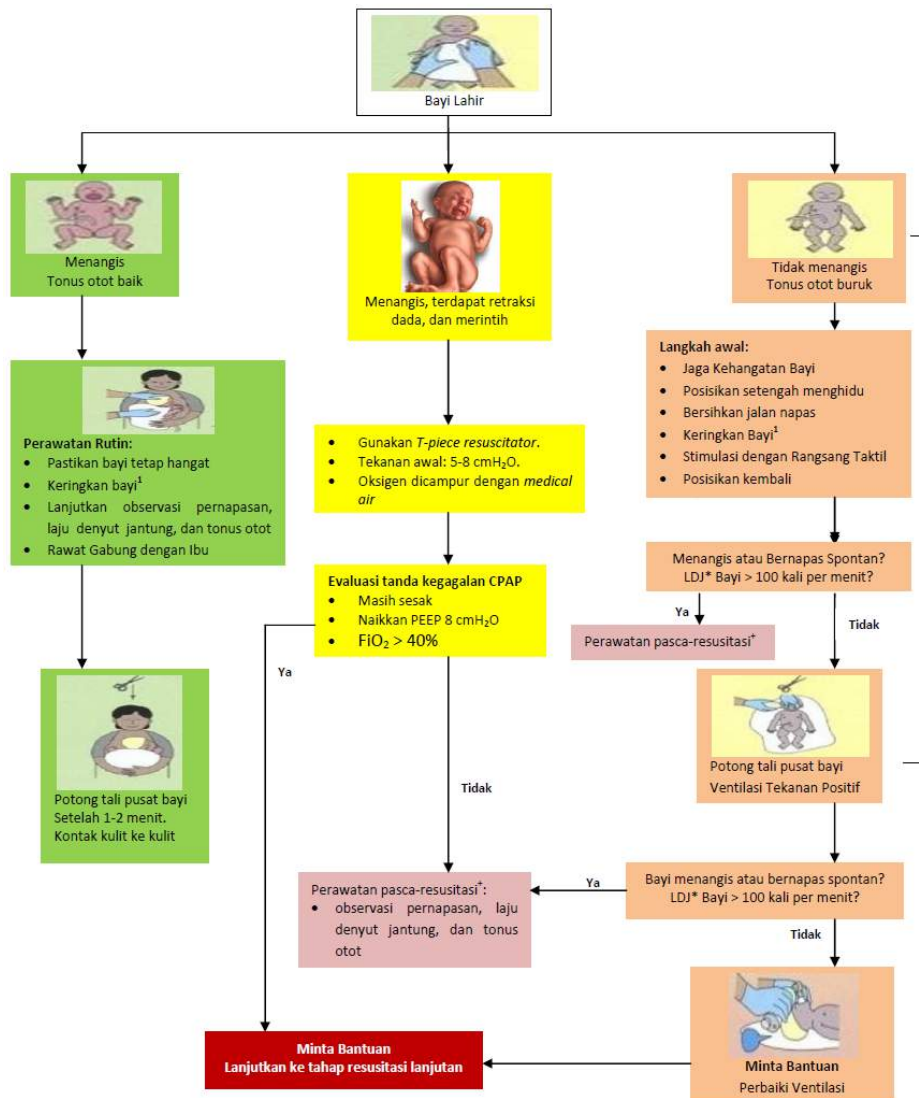 Bayi Lahir
Menangis
Tonus otot baik
Perawatan Rutin:
• Pastikan bayi tetap hangat
• Keringkan bayi¹
• Lanjutkan observasi pernapasan,
laju denyut jantung, dan tonus otot
• Rawat Gabung dengan Ibu
Potong tali pusat bayi
Setelah 1-2 menit.
Kontak kulit ke kulit
Menangis, terdapat retraksi
dada, dan merintih
• Gunakan T-piece resuscitator.
• Tekanan awal: 5-8 cmH₂O.
• Oksigen dicampur dengan medical
air
Evaluasi tanda kegagalan CPAP
• Masih sesak
• Naikkan PEEP 8 cmH₂O
• FiO₂ > 40%
Ya
Tidak
Perawatan pasca-resusitasi⁺:
• observasi pernapasan, laju
denyut jantung, dan tonus
otot
Minta Bantuan
Lanjutkan ke tahap resusitasi lanjutan
Tidak menangis
Tonus otot buruk
Langkah awal:
• Jaga Kehangatan Bayi
• Posisikan setengah menghidu
• Bersihkan jalan napas
• Keringkan Bayi¹
• Stimulasi dengan Rangsang Taktil
• Posisikan kembali
Menangis atau Bernapas Spontan?
LDJ* Bayi > 100 kali per menit?
Ya
Tidak
Perawatan pasca-resusitasi⁺
Potong tali pusat bayi
Ventilasi Tekanan Positif
Bayi menangis atau bernapas spontan?
LDJ* Bayi > 100 kali per menit?
Ya
Tidak
Minta Bantuan
Perbaiki Ventilasi